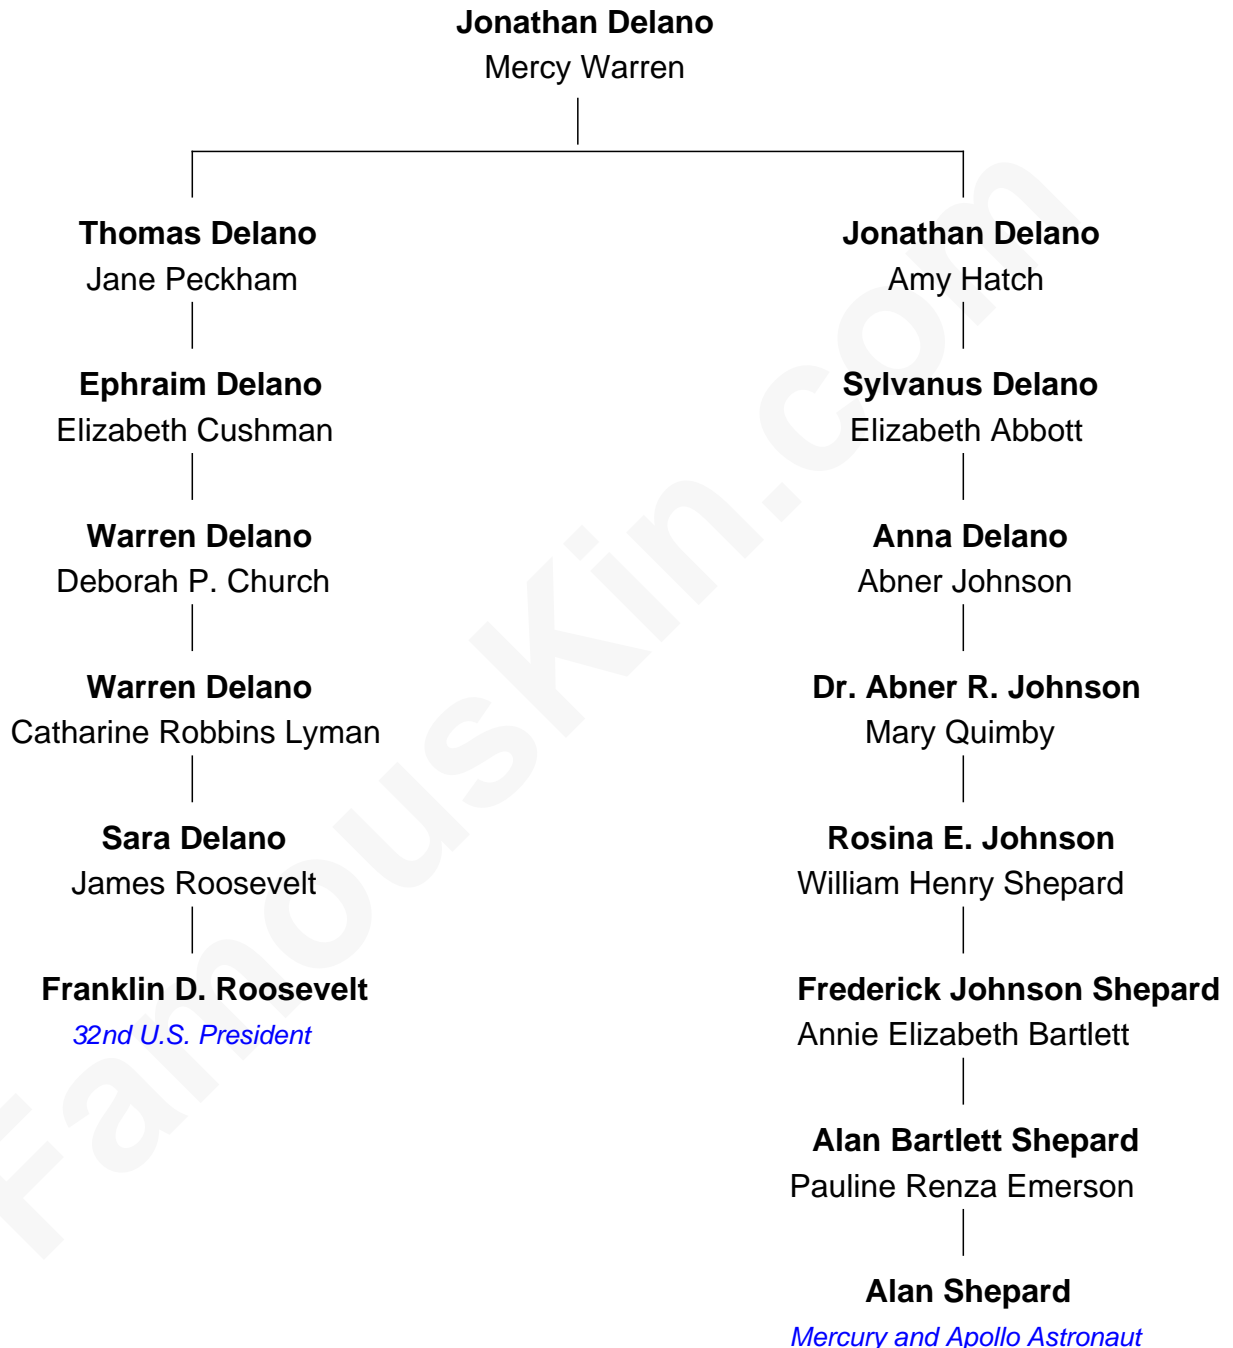 Jonathan Delano
Mercy Warren
Thomas Delano
Jane Peckham
Ephraim Delano
Elizabeth Cushman
Warren Delano
Deborah P. Church
Warren Delano
Catharine Robbins Lyman
Sara Delano
James Roosevelt
Franklin D. Roosevelt
32nd U.S. President
Jonathan Delano
Amy Hatch
Sylvanus Delano
Elizabeth Abbott
Anna Delano
Abner Johnson
Dr. Abner R. Johnson
Mary Quimby
Rosina E. Johnson
William Henry Shepard
Frederick Johnson Shepard
Annie Elizabeth Bartlett
Alan Bartlett Shepard
Pauline Renza Emerson
Alan Shepard
Mercury and Apollo Astronaut
FamousKin.com